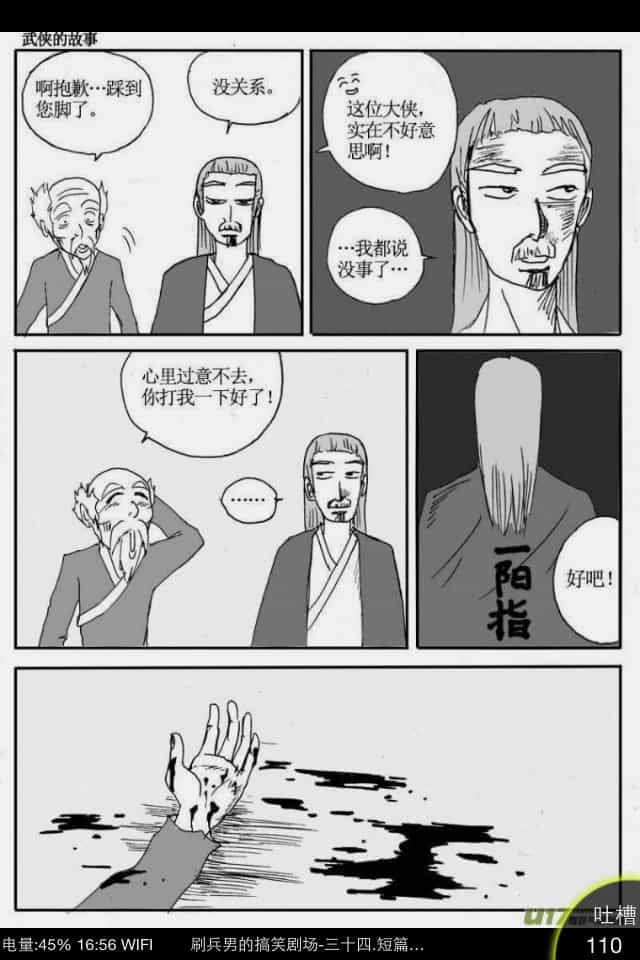 武侠的故事
啊抱歉…踩到
您脚了。
没关系。
这位大侠，
实在不好意
思啊！
…我都说
没事了…
心里过意不去，
你打我一下好了！
……
一阳指
好吧！
吐槽
电量:45% 16:56 WIFI 刷兵男的搞笑剧场-三十四.短篇...
110